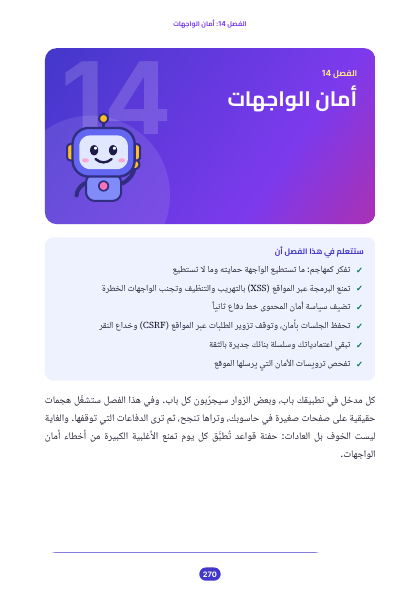 الفصل 14: أمان الواجهات
14
الفصل 14
أمان الواجهات
ستتعلم في هذا الفصل أن
✓ تفكر كمهاجم: ما تستطيع الواجهة حمايته وما لا تستطيع
✓ تمنع البرمجة عبر المواقع (XSS) بالتهريب والتنظيف وتجنب الواجهات الخطرة
✓ تضيف سياسة أمان المحتوى خط دفاع ثانياً
✓ تحفظ الجلسات بأمان، وتوقف تزوير الطلبات عبر المواقع (CSRF) وخداع النقر
✓ تبقي اعتمادياتك وسلسلة بنائك جديرة بالثقة
✓ تفحص ترويسات الأمان التي يرسلها الموقع
كل مدخل في تطبيقك باب، وبعض الزوار سيجرّبون كل باب. وفي هذا الفصل ستشغّل هجمات
حقيقية على صفحات صغيرة في حاسوبك، وتراها تنجح، ثم ترى الدفاعات التي توقفها. والغاية
ليست الخوف بل العادات: حفنة قواعد تُطبَّق كل يوم تمنع الأغلبية الكبيرة من أخطاء أمان
الواجهات.
270